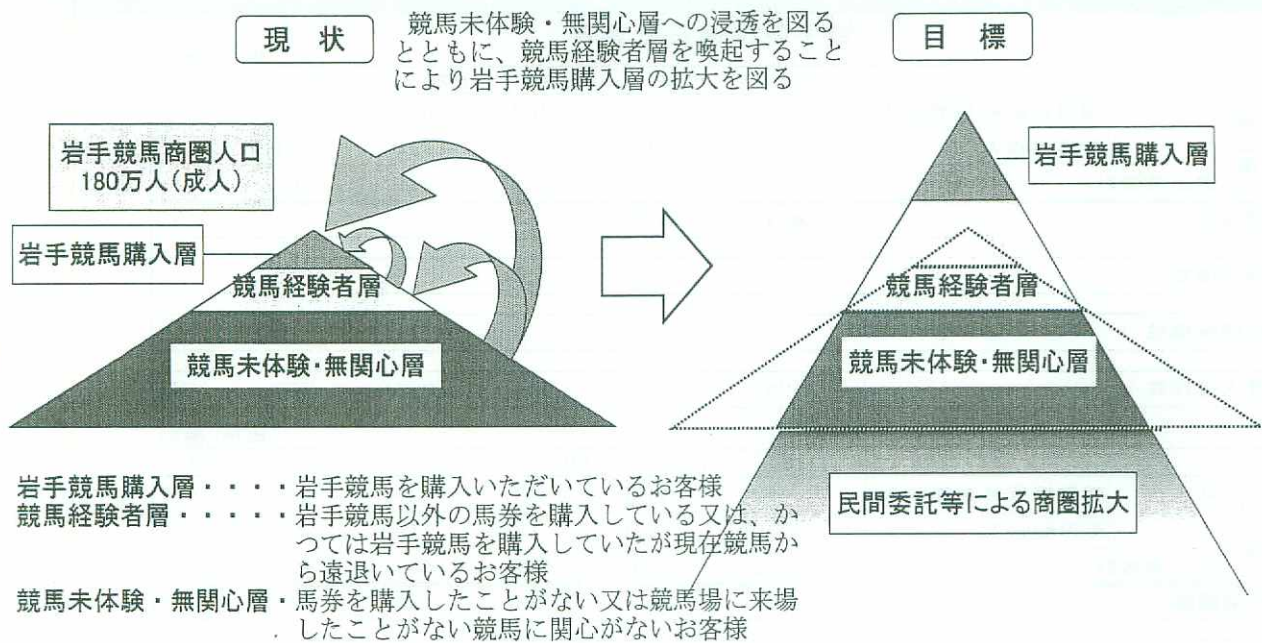 現 状
競馬未体験・無関心層への浸透を図る
とともに、競馬経験者層を喚起すること
により岩手競馬購入層の拡大を図る
目 標
岩手競馬商圏人口
180万人(成人)
岩手競馬購入層
競馬経験者層
競馬未体験・無関心層
岩手競馬購入層
競馬経験者層
競馬未体験・無関心層
民間委託等による商圏拡大
岩手競馬購入層・・・・岩手競馬を購入いただいているお客様
競馬経験者層・・・・・岩手競馬以外の馬券を購入している又は、か
つては岩手競馬を購入していたが現在競馬か
ら遠退いているお客様
競馬未体験・無関心層・馬券を購入したことがない又は競馬場に来場
したことがない競馬に関心がないお客様